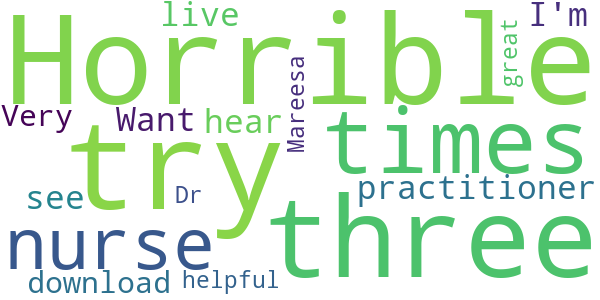 live
I'm
Horrible
great
Very
Want
hear
Mareesa
times
try
see
Dr
practitioner
nurse
three
download
helpful